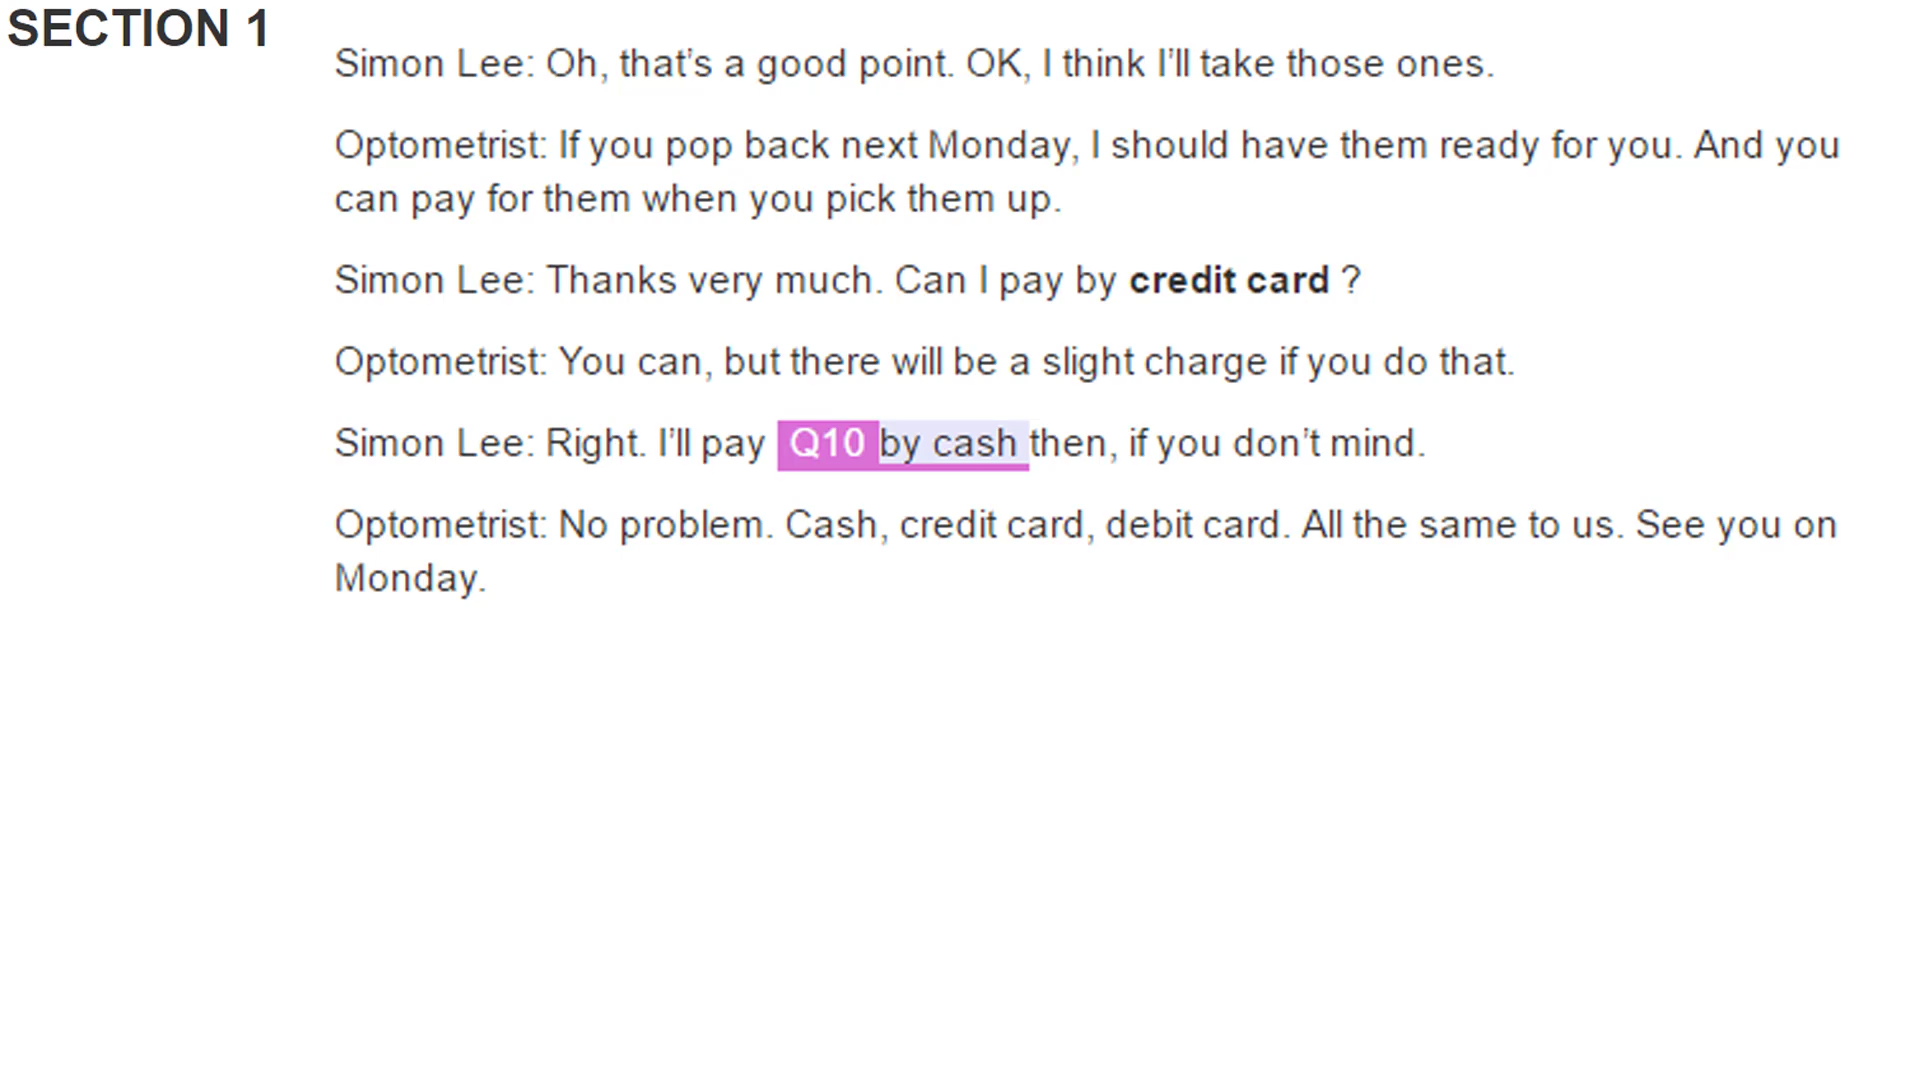 SECTION 1
Simon Lee: Oh, that’s a good point. OK, I think I’ll take those ones.
Optometrist: If you pop back next Monday, I should have them ready for you. And you
can pay for them when you pick them up.
Simon Lee: Thanks very much. Can I pay by credit card ?
Optometrist: You can, but there will be a slight charge if you do that.
Simon Lee: Right. I’ll pay Q10 by cash then, if you don’t mind.
Optometrist: No problem. Cash, credit card, debit card. All the same to us. See you on
Monday.